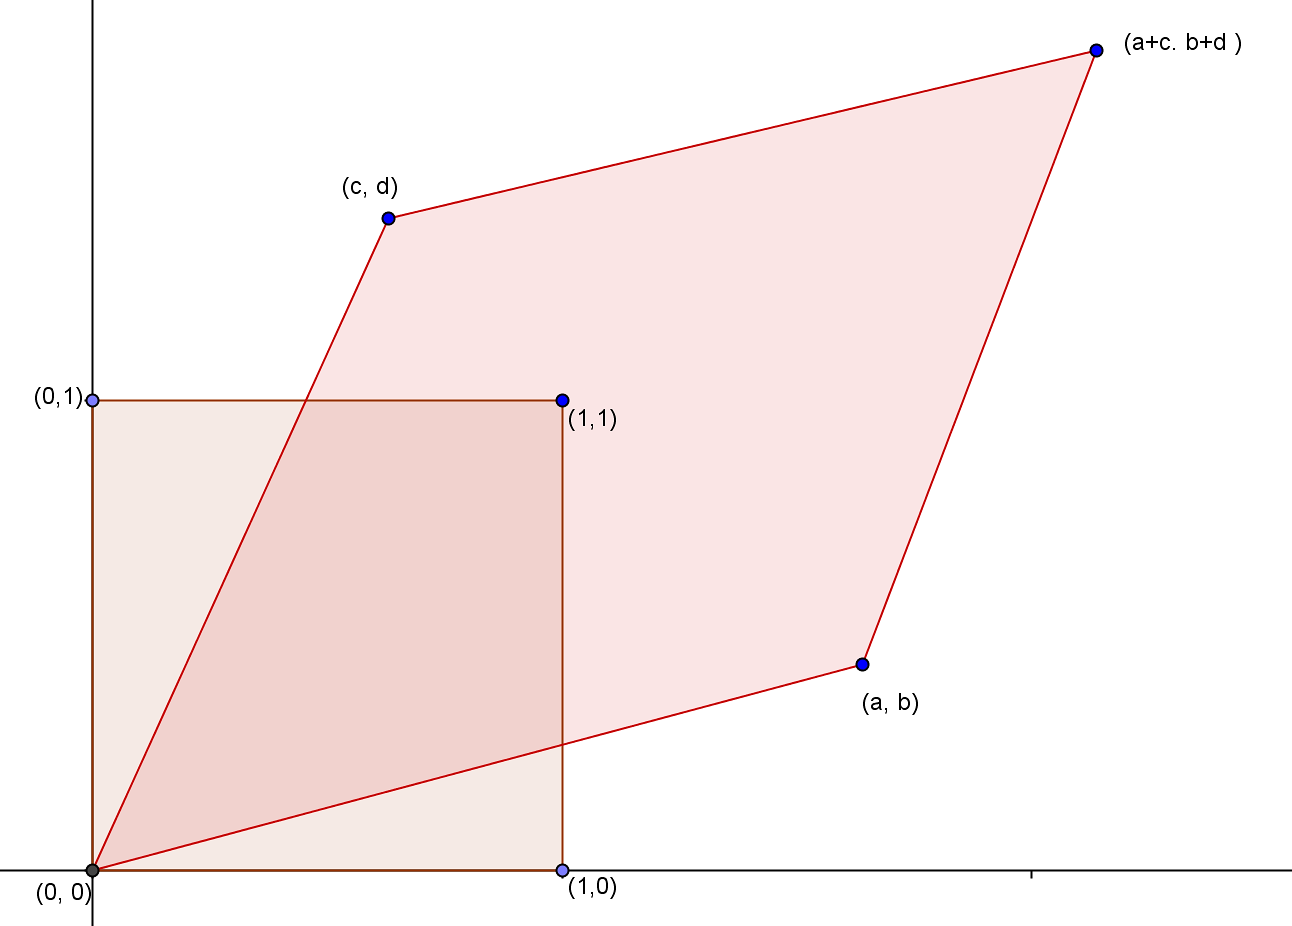 (a+c. b+d )
(c, d)
(0,1)
(1,1)
(a, b)
(0, 0)
(1,0)